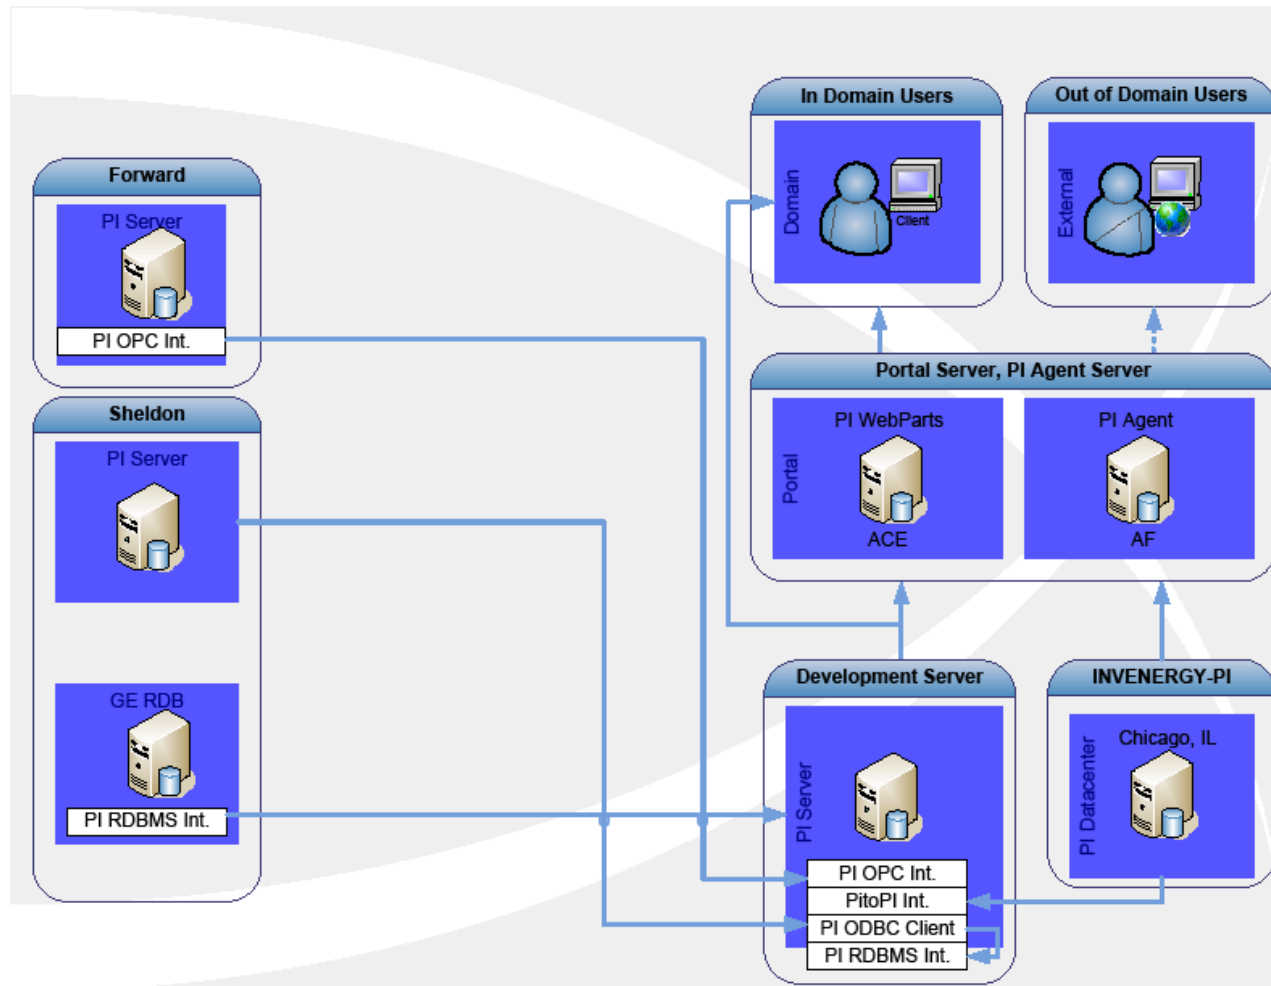 In Domain Users
Domain
Client
Out of Domain Users
External
Forward
PI Server
PI OPC Int.
Sheldon
PI Server
GE RDB
PI RDBMS Int.
Portal Server, PI Agent Server
Portal
PI WebParts
ACE
PI Agent
AF
Development Server
PI Server
PI OPC Int.
PitoPI Int.
PI ODBC Client
PI RDBMS Int.
INVENERGY-PI
PI Datacenter
Chicago, IL